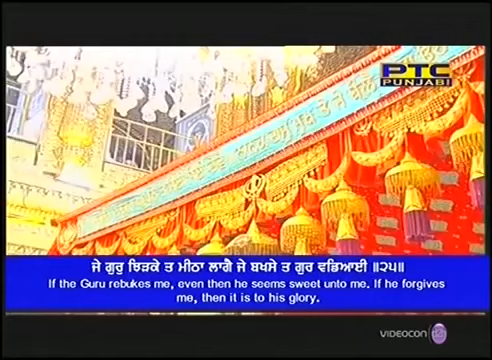 PTC
PUNJABI
ਜੇ ਗੁਰੁ ਝਿੜਕੇ ਤ ਮੀਠਾ ਲਾਗੈ ਜੇ ਬਖਸੇ ਤ ਗੁਰ ਵਡਿਆਈ ॥੨੫॥
If the Guru rebukes me, even then he seems sweet unto me. If he forgives
me, then it is to his glory.
VIDEOCON d2h